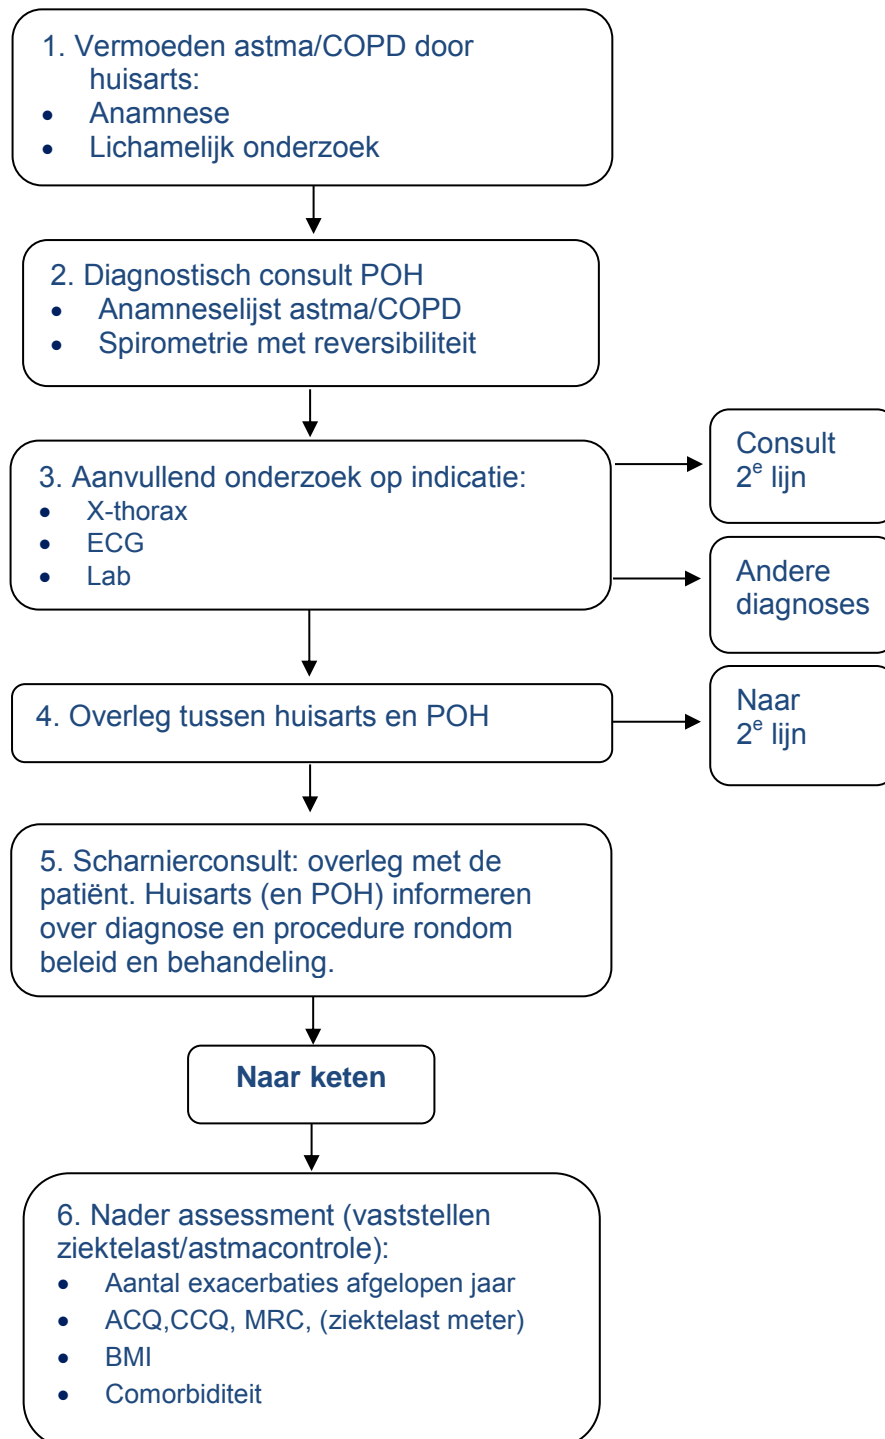 1. Vermoeden astma/COPD door
huisarts:
• Anamnese
• Lichamelijk onderzoek
2. Diagnostisch consult POH
• Anamneselijst astma/COPD
• Spirometrie met reversibiliteit
3. Aanvullend onderzoek op indicatie:
• X-thorax
• ECG
• Lab
Consult
2e lijn
Andere
diagnoses
4. Overleg tussen huisarts en POH
Naar
2e lijn
5. Scharnierconsult: overleg met de
patiënt. Huisarts (en POH) informeren
over diagnose en procedure rondom
beleid en behandeling.
Naar keten
6. Nader assessment (vaststellen
ziektelast/astmacontrole):
• Aantal exacerbaties afgelopen jaar
• ACQ,CCQ, MRC, (ziektelast meter)
• BMI
• Comorbiditeit